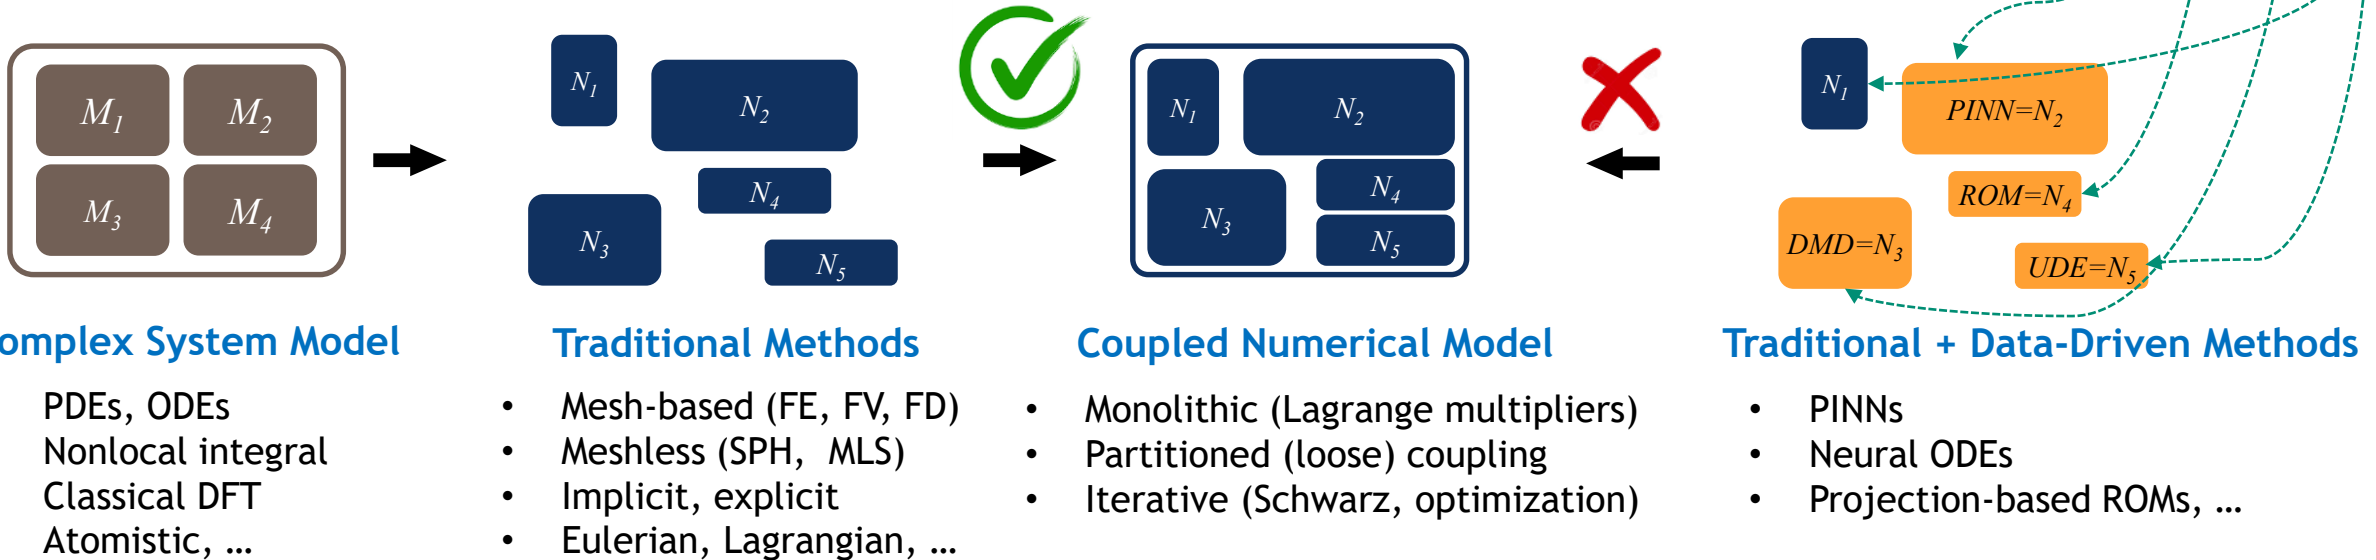 M1
M2
M3
M4
omplex System Model
PDEs, ODEs
Nonlocal integral
Classical DFT
Atomistic, …
N1
N2
N4
N3
N5
Traditional Methods
• Mesh-based (FE, FV, FD)
• Meshless (SPH, MLS)
• Implicit, explicit
• Eulerian, Lagrangian, …
N1
N2
N4
N3
N5
Coupled Numerical Model
• Monolithic (Lagrange multipliers)
• Partitioned (loose) coupling
• Iterative (Schwarz, optimization)
N1
PINN=N2
ROM=N4
DMD=N3
UDE=N5
Traditional + Data-Driven Methods
• PINNs
• Neural ODEs
• Projection-based ROMs, …